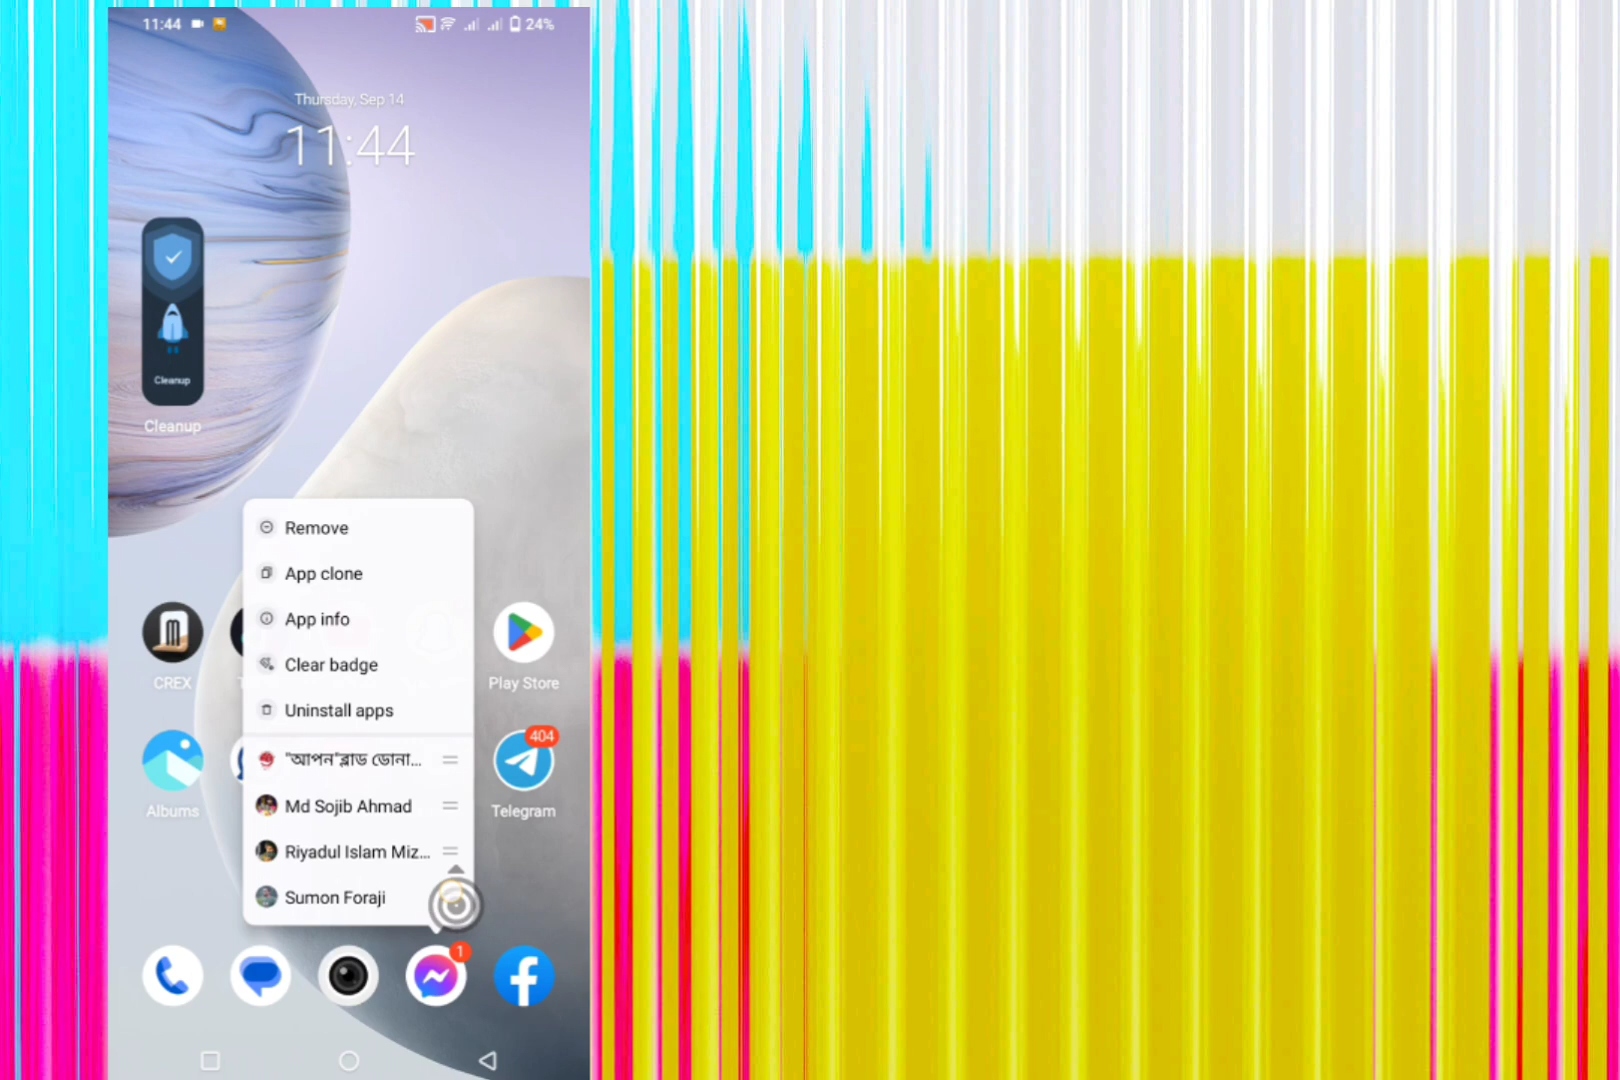 11:44
24%
Thursday, Sep 14
11:44
Cleanup
Cleanup
Remove
App clone
App info
Clear badge
Uninstall apps
"আপন"ব্লাড ডোনা...
Md Sojib Ahmad
Riyadul Islam Miz...
Sumon Foraji
CREX
Play Store
404
Albums
Telegram
1